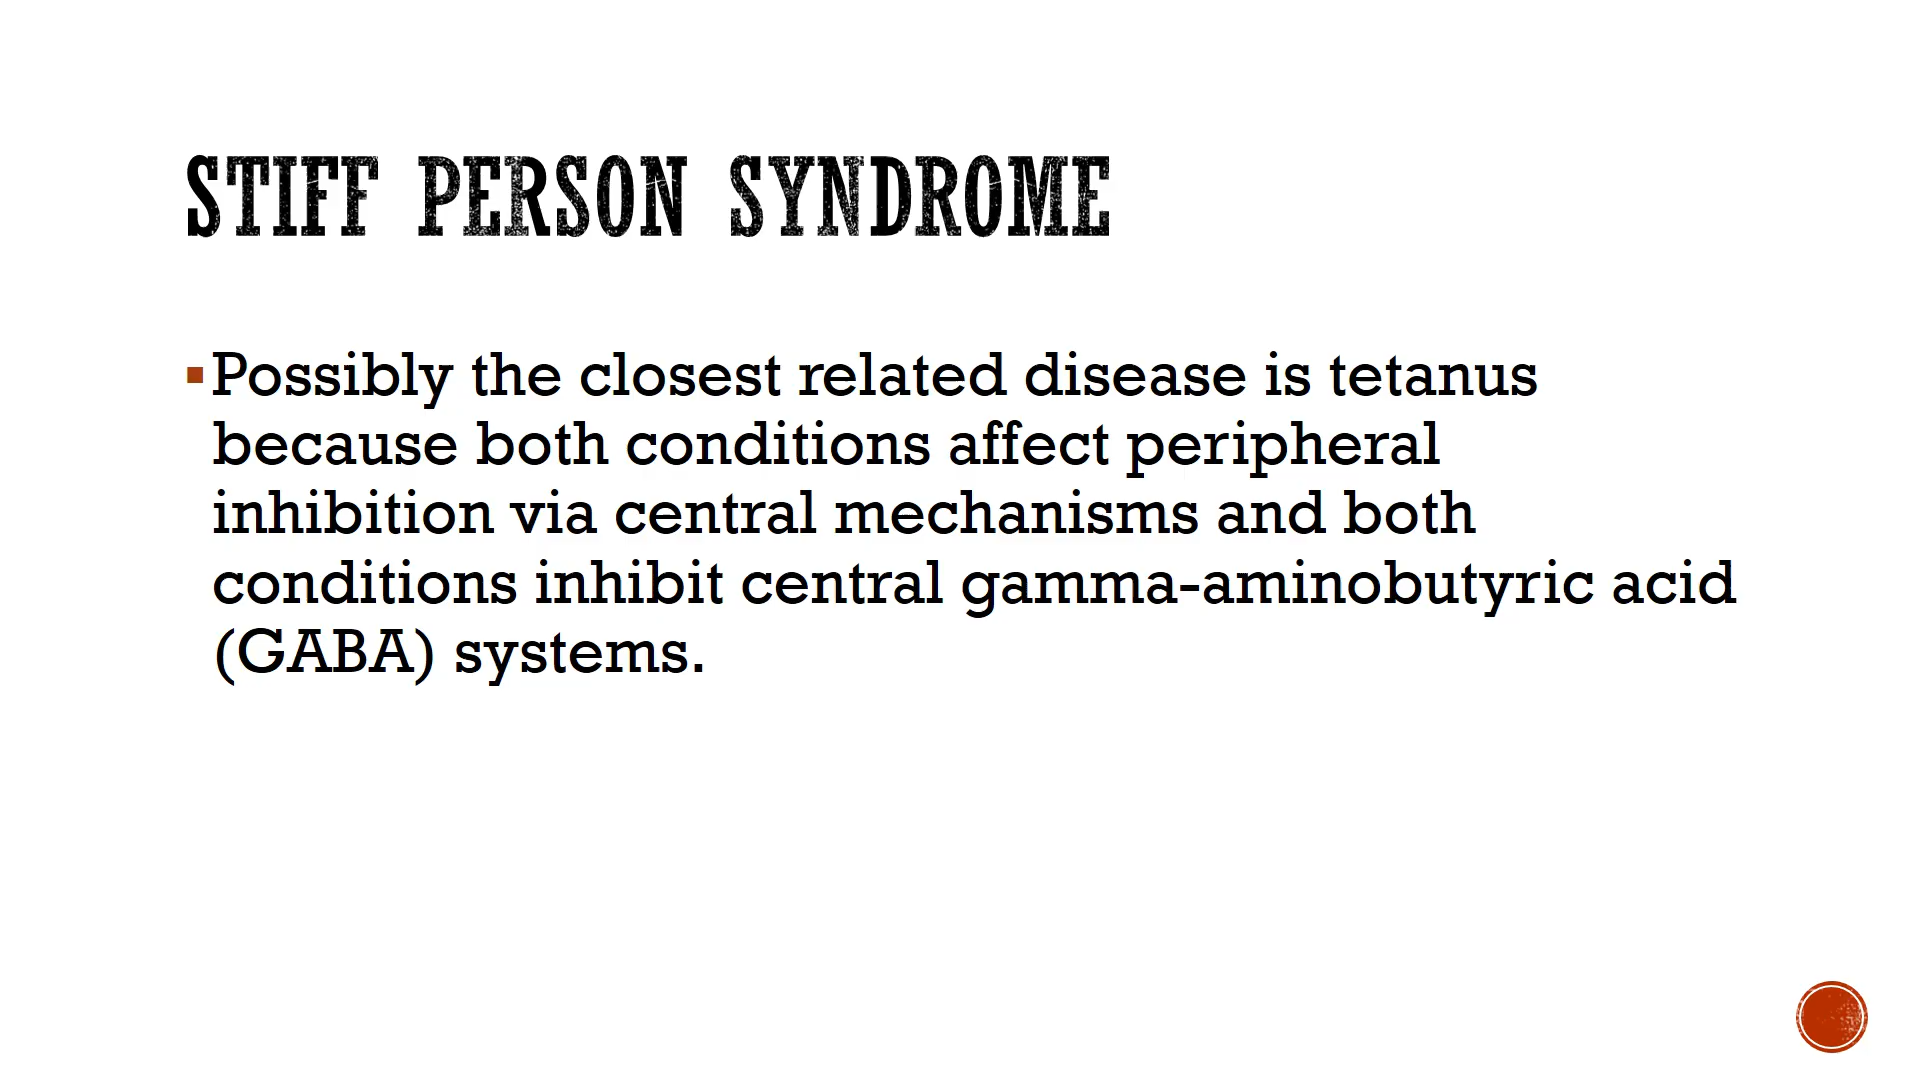 STIFF PERSON SYNDROME
▪Possibly the closest related disease is tetanus
because both conditions affect peripheral
inhibition via central mechanisms and both
conditions inhibit central gamma-aminobutyric acid
(GABA) systems.